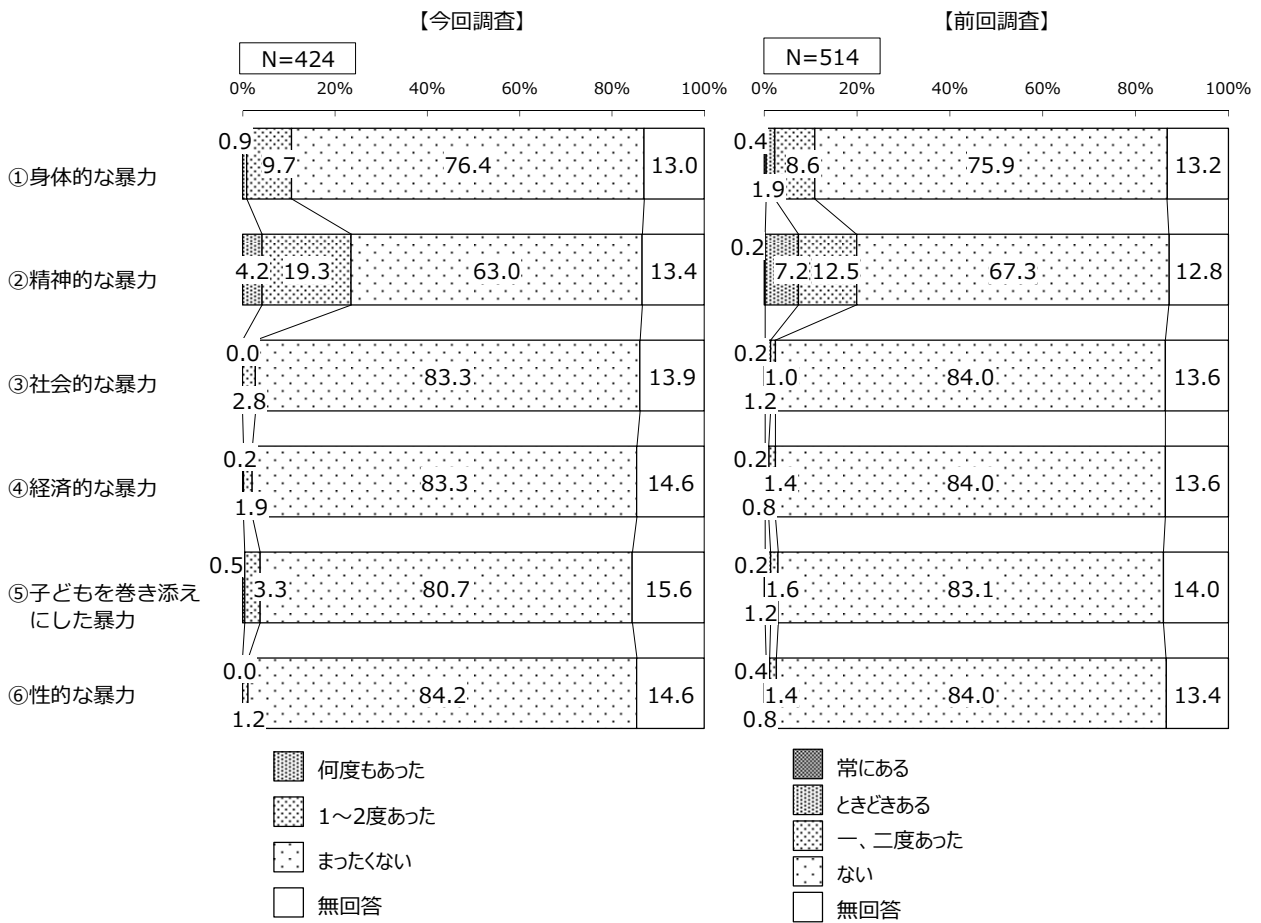 【今回調査】
【前回調査】
N=424
N=514
0% 20% 40% 60% 80% 100%
0% 20% 40% 60% 80% 100%
①身体的な暴力
0.9 9.7 76.4 13.0
0.4 1.9 8.6 75.9 13.2
②精神的な暴力
4.2 19.3 63.0 13.4
0.2 7.2 12.5 67.3 12.8
③社会的な暴力
0.0 2.8 83.3 13.9
0.2 1.2 1.0 84.0 13.6
④経済的な暴力
0.2 1.9 83.3 14.6
0.2 0.8 1.4 84.0 13.6
⑤子どもを巻き添え
にした暴力
0.5 3.3 80.7 15.6
0.2 1.2 1.6 83.1 14.0
⑥性的な暴力
0.0 1.2 84.2 14.6
0.4 0.8 1.4 84.0 13.4
何度もあった
1～2度あった
まったくない
無回答
常にある
ときどきある
一、二度あった
ない
無回答